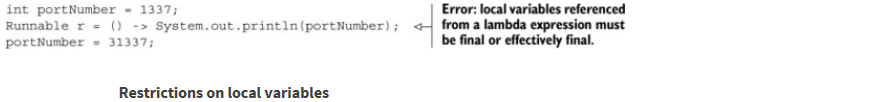 int portNumber = 1337;
Runnable r = () -> System.out.println(portNumber);
portNumber = 31337;
Error: local variables referenced
from a lambda expression must
be final or effectively final.
Restrictions on local variables